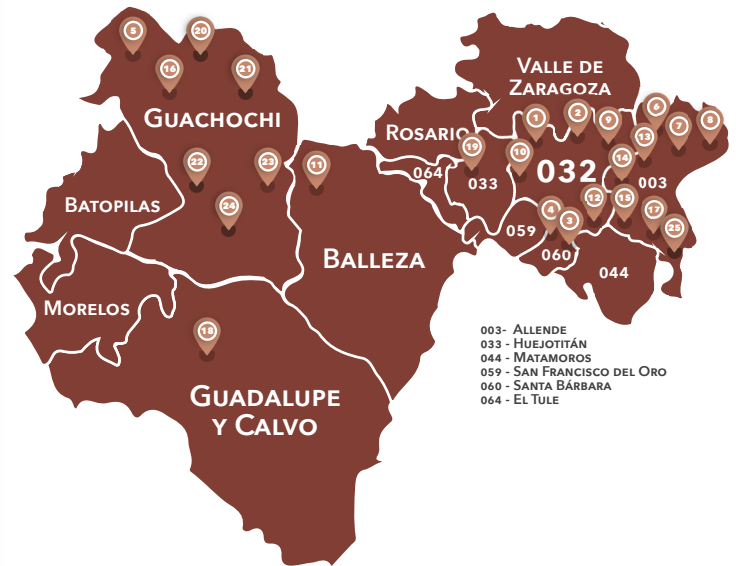 5
20
16
21
Guachochi
Valle de
Zaragoza
Rosario
1
2
9
6
7
8
13
19
10
14
032
064
033
003
22
23
11
24
Batopilas
12
15
4
3
17
25
059
060
044
Balleza
Morelos
18
Guadalupe
y Calvo
003- Allende
033 - Huejotitán
044 - Matamoros
059 - San Francisco del Oro
060 - Santa Bárbara
064 - El Tule